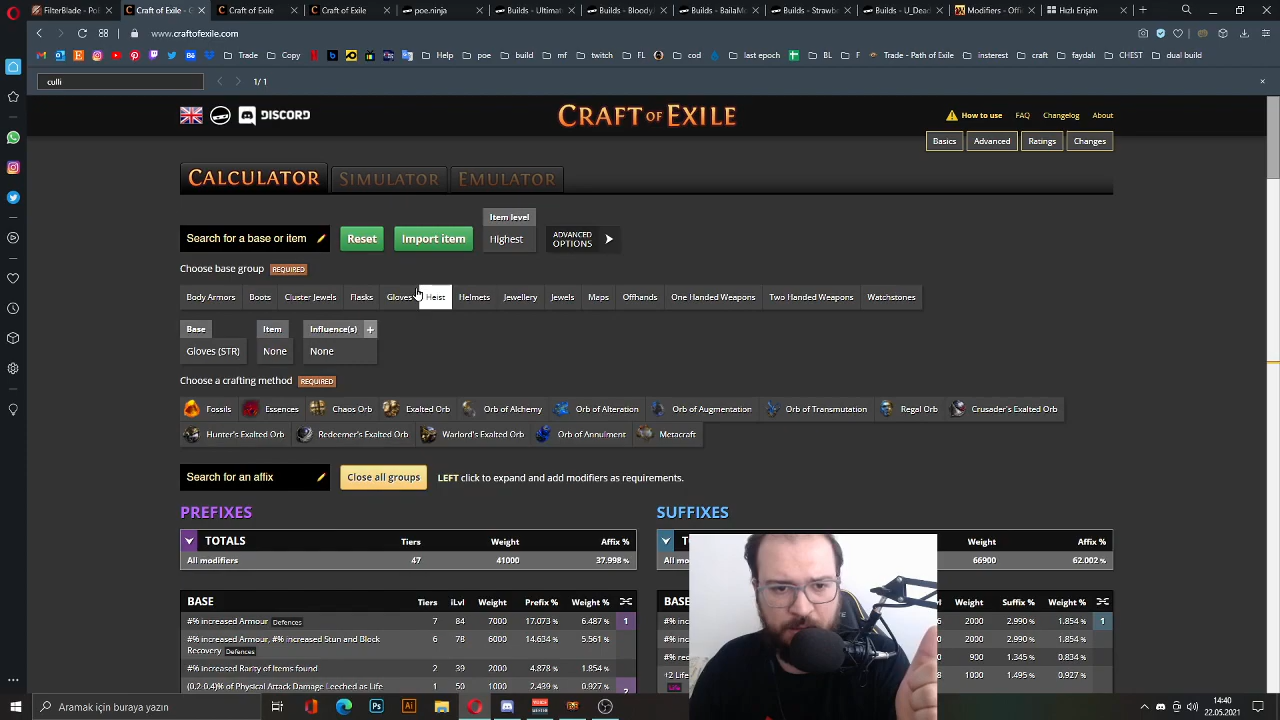 FilterBlade - Pol
Craft of Exile - C
Craft of Exile
Craft of Exile
poe.ninja
Builds - Ultimate
Builds - Bloody
Builds - BailaMe
Builds - Strawb
Builds - U_Dead
Modifiers - Offic
Hızlı Erişim
www.craftofexile.com
Trade
Copy
Help
poe
build
mf
twitch
FL
cod
last epoch
BL
F
Trade - Path of Exile
insterest
craft
faydalı
CHEST
dual build
culli
1/ 1
DISCORD
CRAFT OF EXILE
How to use
FAQ
Changelog
About
Basics
Advanced
Ratings
Changes
CALCULATOR
SIMULATOR
EMULATOR
Search for a base or item
Reset
Import item
Item level
Highest
ADVANCED
OPTIONS
Choose base group REQUIRED
Body Armors
Boots
Cluster Jewels
Flasks
Gloves
Heist
Helmets
Jewellery
Jewels
Maps
Offhands
One Handed Weapons
Two Handed Weapons
Watchstones
Base
Item
Influence(s) +
Gloves (STR)
None
None
Choose a crafting method REQUIRED
Fossils
Essences
Chaos Orb
Exalted Orb
Orb of Alchemy
Orb of Alteration
Orb of Augmentation
Orb of Transmutation
Regal Orb
Crusader's Exalted Orb
Hunter's Exalted Orb
Redeemer's Exalted Orb
Warlord's Exalted Orb
Orb of Annulment
Metacraft
Search for an affix
Close all groups
LEFT click to expand and add modifiers as requirements.
PREFIXES
TOTALS Tiers Weight Affix %
All modifiers 47 41000 37.998 %
BASE Tiers iLvl Weight Prefix % Weight %
#% increased Armour Defences 7 84 7000 17.073 % 6.487 % 1
#% increased Armour, #% increased Stun and Block
Recovery Defences 6 78 6000 14.634 % 5.561 %
#% increased Rarity of Items found 2 39 2000 4.878 % 1.854 %
(0.2-0.4)% of Physical Attack Damage Leeched as Life 1 50 1000 2.439 % 0.927 % 2
SUFFIXES
Weight Affix %
All modifiers 66900 62.002 %
BASE Weight Suffix % Weight %
2000 2.990 % 1.854 % 1
2000 2.990 % 1.854 %
900 1.345 % 0.834 %
1000 1.495 % 0.927 %
Aramak için buraya yazın
14:40
22.05.2021